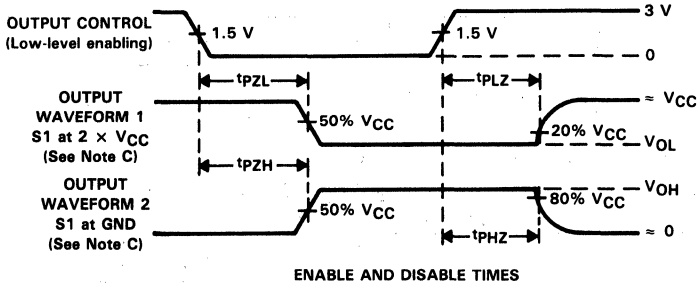 OUTPUT CONTROL
(Low-level enabling)
1.5 V
1.5 V
3 V
0
tPZL
tPLZ
OUTPUT
WAVEFORM 1
S1 at 2 × VCC
(See Note C)
50% VCC
≈ VCC
20% VCC
VOL
tPZH
OUTPUT
WAVEFORM 2
S1 at GND
(See Note C)
50% VCC
VOH
80% VCC
≈ 0
tPHZ
ENABLE AND DISABLE TIMES